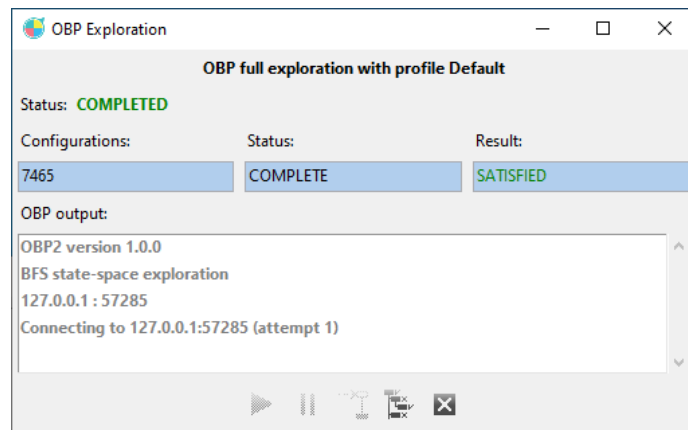 OBP Exploration
OBP full exploration with profile Default
Status: COMPLETED
Configurations: Status: Result:
7465 COMPLETE SATISFIED
OBP output:
OBP2 version 1.0.0
BFS state-space exploration
127.0.0.1 : 57285
Connecting to 127.0.0.1:57285 (attempt 1)